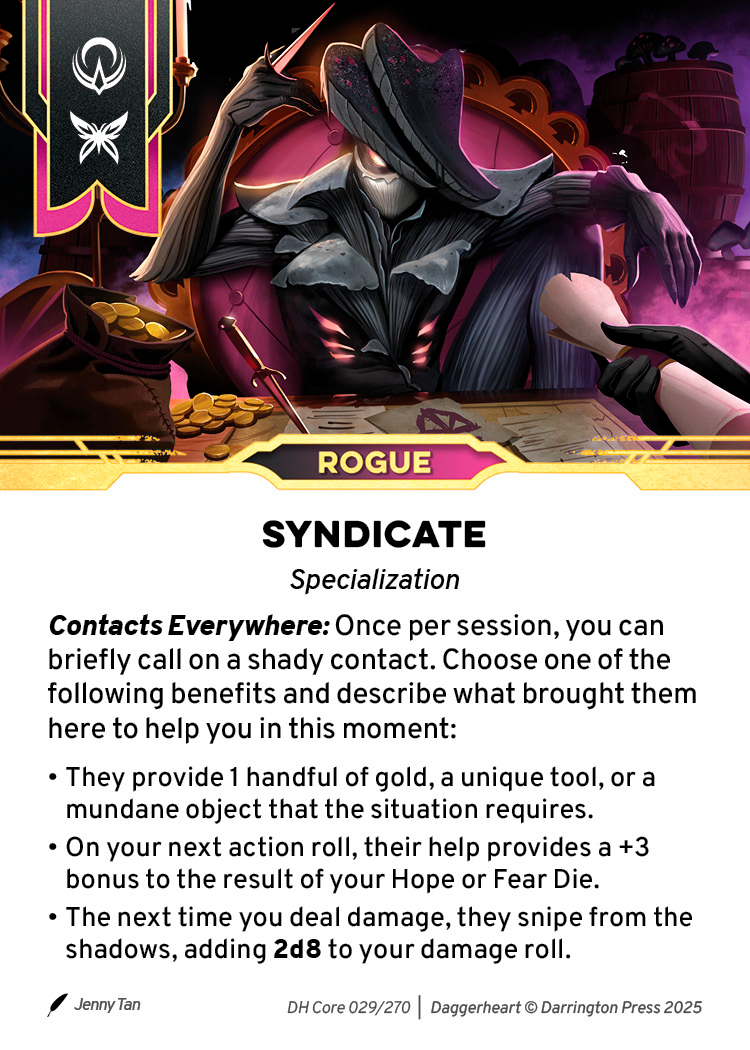 ROGUE
SYNDICATE
Specialization
Contacts Everywhere: Once per session, you can
briefly call on a shady contact. Choose one of the
following benefits and describe what brought them
here to help you in this moment:
• They provide 1 handful of gold, a unique tool, or a
mundane object that the situation requires.
• On your next action roll, their help provides a +3
bonus to the result of your Hope or Fear Die.
• The next time you deal damage, they snipe from the
shadows, adding 2d8 to your damage roll.
Jenny Tan
DH Core 029/270 | Daggerheart © Darrington Press 2025